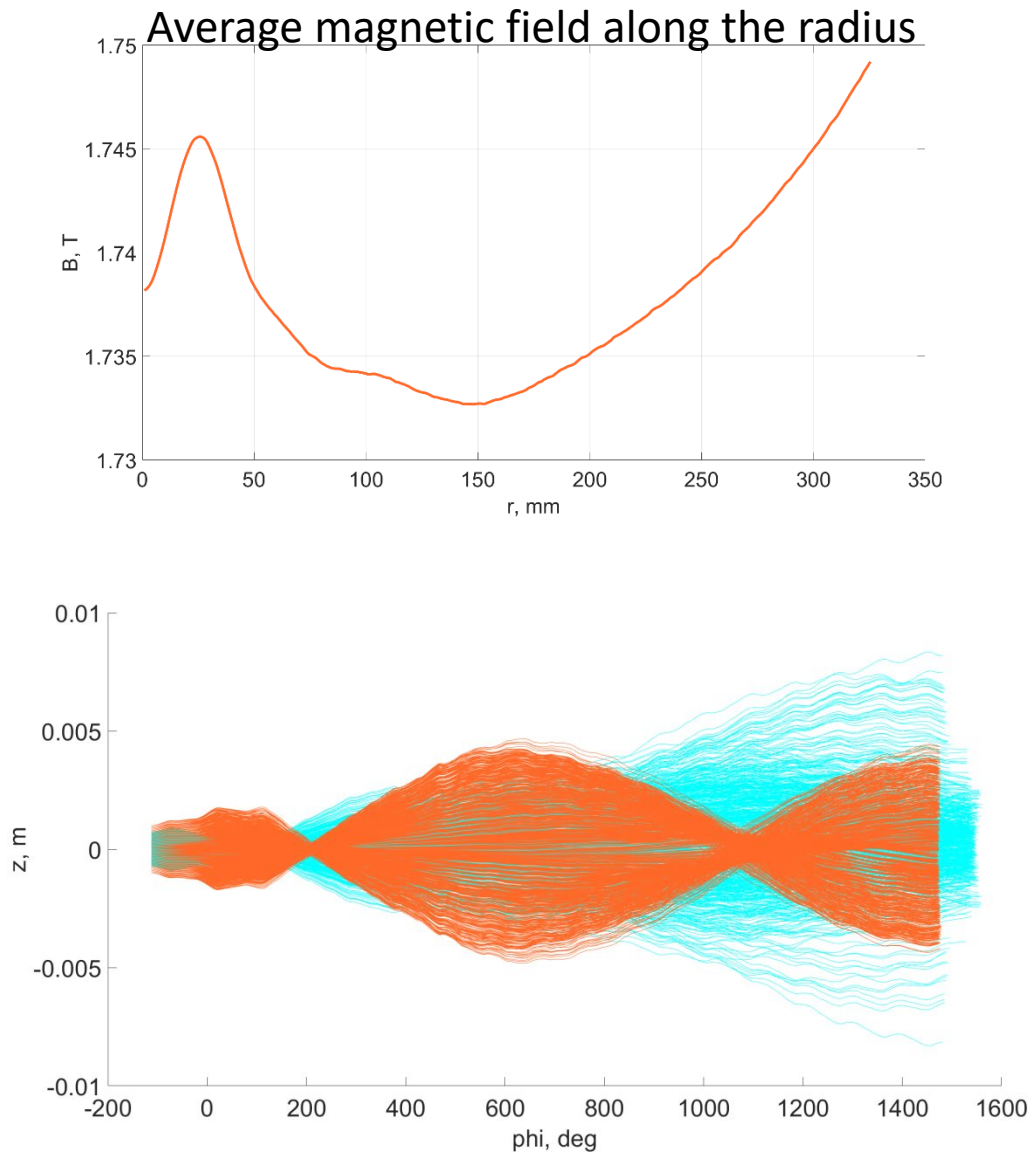 Average magnetic field along the radius
1.75
1.745
1.74
1.735
1.73
B, T
0 50 100 150 200 250 300 350
r, mm
0.01
0.005
0
-0.005
-0.01
z, m
-200 0 200 400 600 800 1000 1200 1400 1600
phi, deg